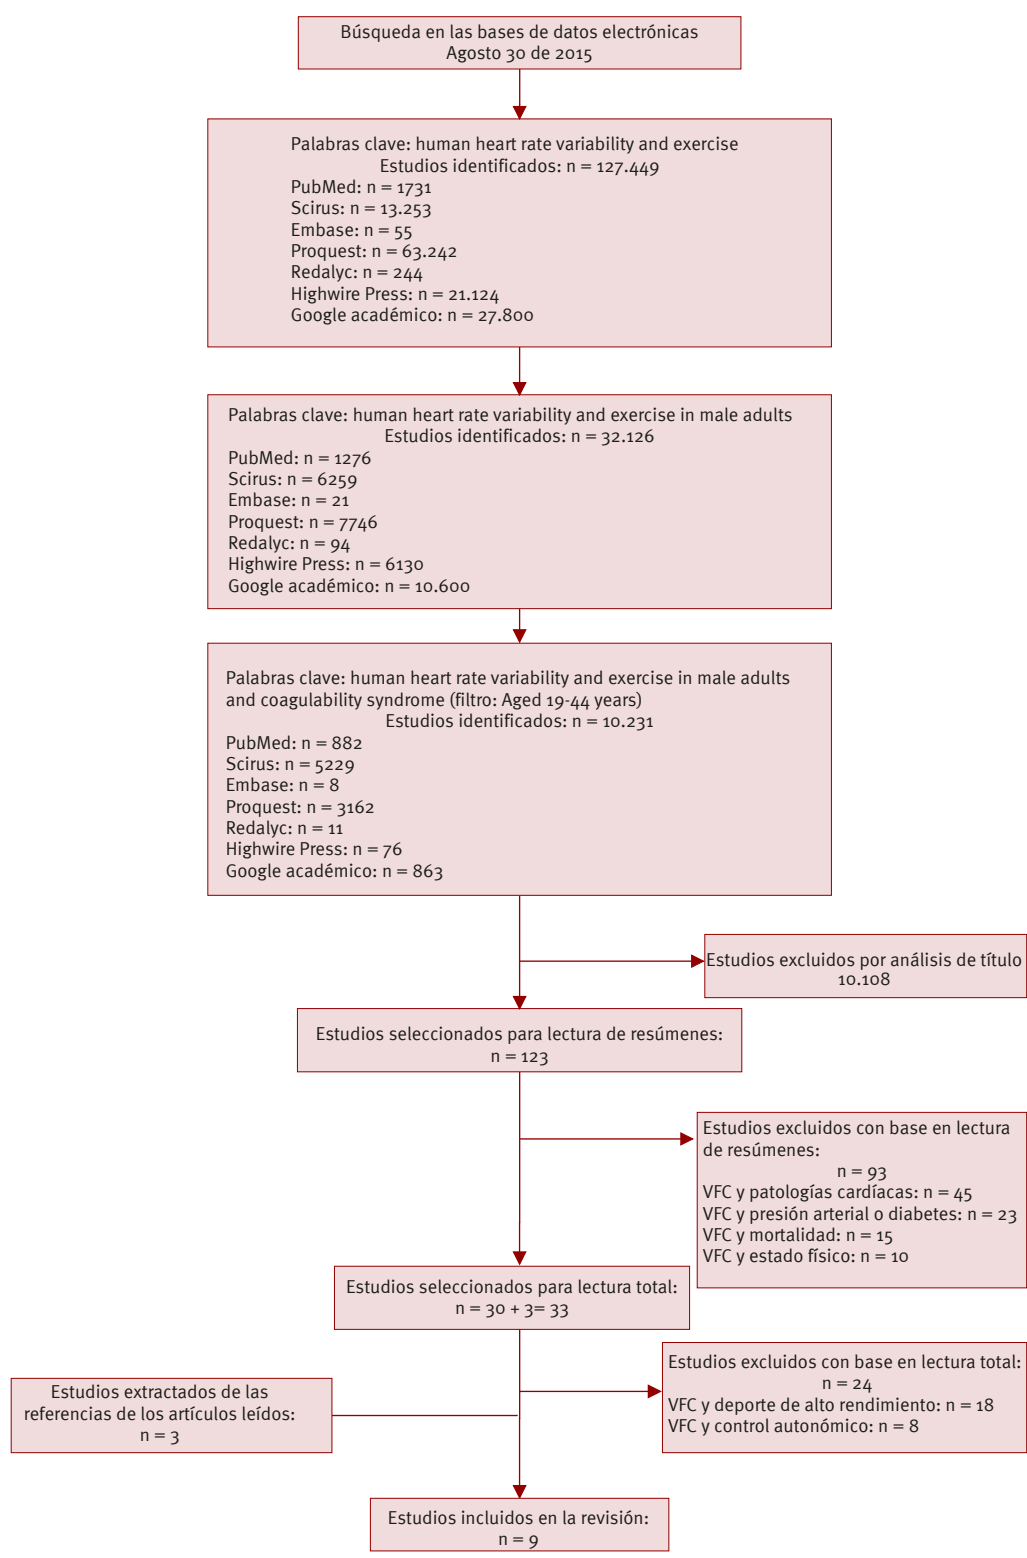 Búsqueda en las bases de datos electrónicas
Agosto 30 de 2015
Palabras clave: human heart rate variability and exercise
Estudios identificados: n = 127.449
PubMed: n = 1731
Scirus: n = 13.253
Embase: n = 55
Proquest: n = 63.242
Redalyc: n = 244
Highwire Press: n = 21.124
Google académico: n = 27.800
Palabras clave: human heart rate variability and exercise in male adults
Estudios identificados: n = 32.126
PubMed: n = 1276
Scirus: n = 6259
Embase: n = 21
Proquest: n = 7746
Redalyc: n = 94
Highwire Press: n = 6130
Google académico: n = 10.600
Palabras clave: human heart rate variability and exercise in male adults
and coagulability syndrome (filtro: Aged 19-44 years)
Estudios identificados: n = 10.231
PubMed: n = 882
Scirus: n = 5229
Embase: n = 8
Proquest: n = 3162
Redalyc: n = 11
Highwire Press: n = 76
Google académico: n = 863
Estudios excluidos por análisis de título
10.108
Estudios seleccionados para lectura de resúmenes:
n = 123
Estudios excluidos con base en lectura
de resúmenes:
n = 93
VFC y patologías cardíacas: n = 45
VFC y presión arterial o diabetes: n = 23
VFC y mortalidad: n = 15
VFC y estado físico: n = 10
Estudios seleccionados para lectura total:
n = 30 + 3= 33
Estudios excluidos con base en lectura total:
n = 24
VFC y deporte de alto rendimiento: n = 18
VFC y control autonómico: n = 8
Estudios extractados de las
referencias de los artículos leídos:
n = 3
Estudios incluidos en la revisión:
n = 9